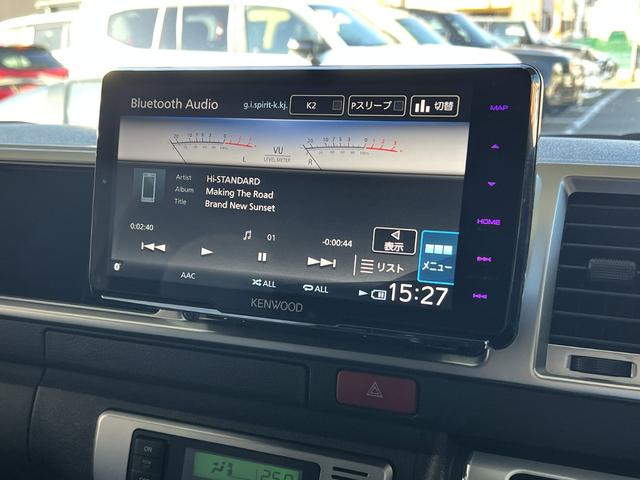 Bluetooth Audio g.i.spirit-k.kj. K2 Pスリープ 切替
MAP
VU
LEVEL METER
L R
Artist Hi-STANDARD
Album Making The Road
Title Brand New Sunset
HOME
0:02:40 01 -0:00:44
表示
リスト メニュー
AAC ALL ALL 15:27
KENWOOD
ON